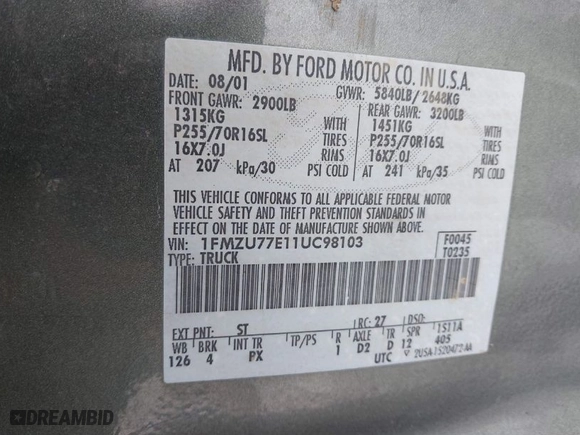 MFD. BY FORD MOTOR CO. IN U.S.A.
DATE: 08/01 GVWR: 5840LB/ 2648KG
FRONT GAWR: 2900LB REAR GAWR: 3200LB
1315KG 1451KG
P255/70R16SL TIRES P255/70R16SL TIRES
16X7.0J RIMS 16X7.0J RIMS
AT 207 kPa/30 PSI COLD AT 241 kPa/35 PSI COLD
THIS VEHICLE CONFORMS TO ALL APPLICABLE FEDERAL MOTOR
VEHICLE SAFETY AND THEFT PREVENTION STANDARDS IN
EFFECT ON THE DATE OF MANUFACTURE SHOWN ABOVE.
VIN: 1FMZU77E11UC98103 F0045
TYPE: TRUCK T0235
EXT PNT: ST RC: 27 DSO:
WB BRK INT TR TP/PS R AXLE TR SPR 1S11A
126 4 PX 1 D2 D 12 405
UTC 2USA 1520472 AA
DREAMBID